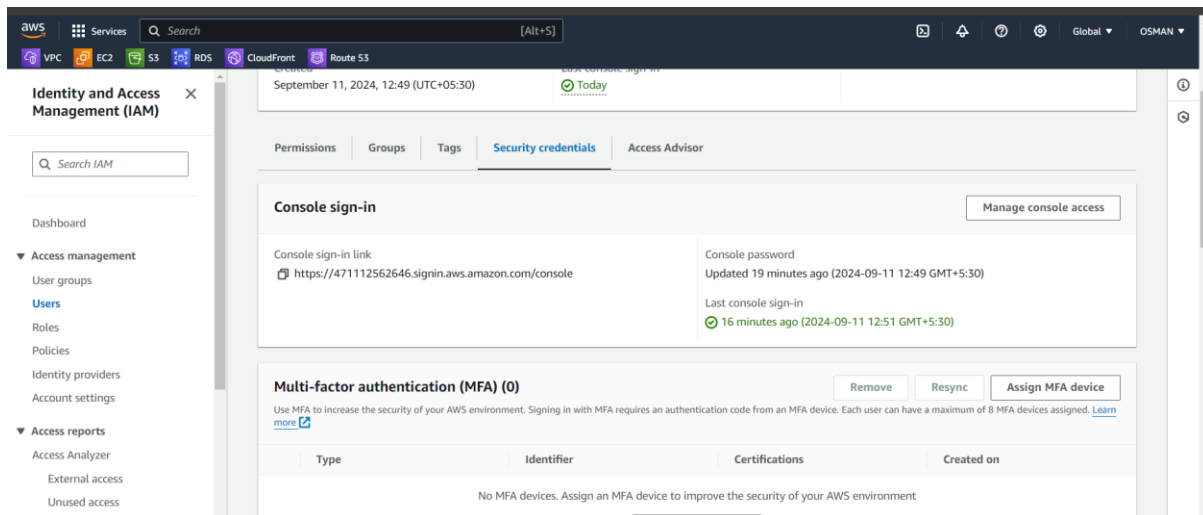 aws
Services
Search
[Alt+S]
Global ▼
OSMAN ▼
VPC
EC2
S3
RDS
CloudFront
Route 53
Identity and Access
Management (IAM)
Search IAM
Dashboard
▼ Access management
User groups
Users
Roles
Policies
Identity providers
Account settings
▼ Access reports
Access Analyzer
External access
Unused access
Created
Last console sign-in
September 11, 2024, 12:49 (UTC+05:30)
Today
Permissions
Groups
Tags
Security credentials
Access Advisor
Console sign-in
Manage console access
Console sign-in link
https://471112562646.signin.aws.amazon.com/console
Console password
Updated 19 minutes ago (2024-09-11 12:49 GMT+5:30)
Last console sign-in
16 minutes ago (2024-09-11 12:51 GMT+5:30)
Multi-factor authentication (MFA) (0)
Remove
Resync
Assign MFA device
Use MFA to increase the security of your AWS environment. Signing in with MFA requires an authentication code from an MFA device. Each user can have a maximum of 8 MFA devices assigned. Learn
more
Type
Identifier
Certifications
Created on
No MFA devices. Assign an MFA device to improve the security of your AWS environment